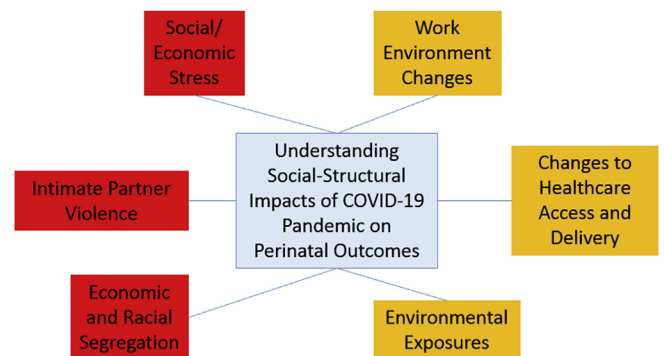 Social/
Economic
Stress
Work
Environment
Changes
Understanding
Social-Structural
Impacts of COVID-19
Pandemic on
Perinatal Outcomes
Intimate Partner
Violence
Changes to
Healthcare
Access and
Delivery
Economic
and Racial
Segregation
Environmental
Exposures